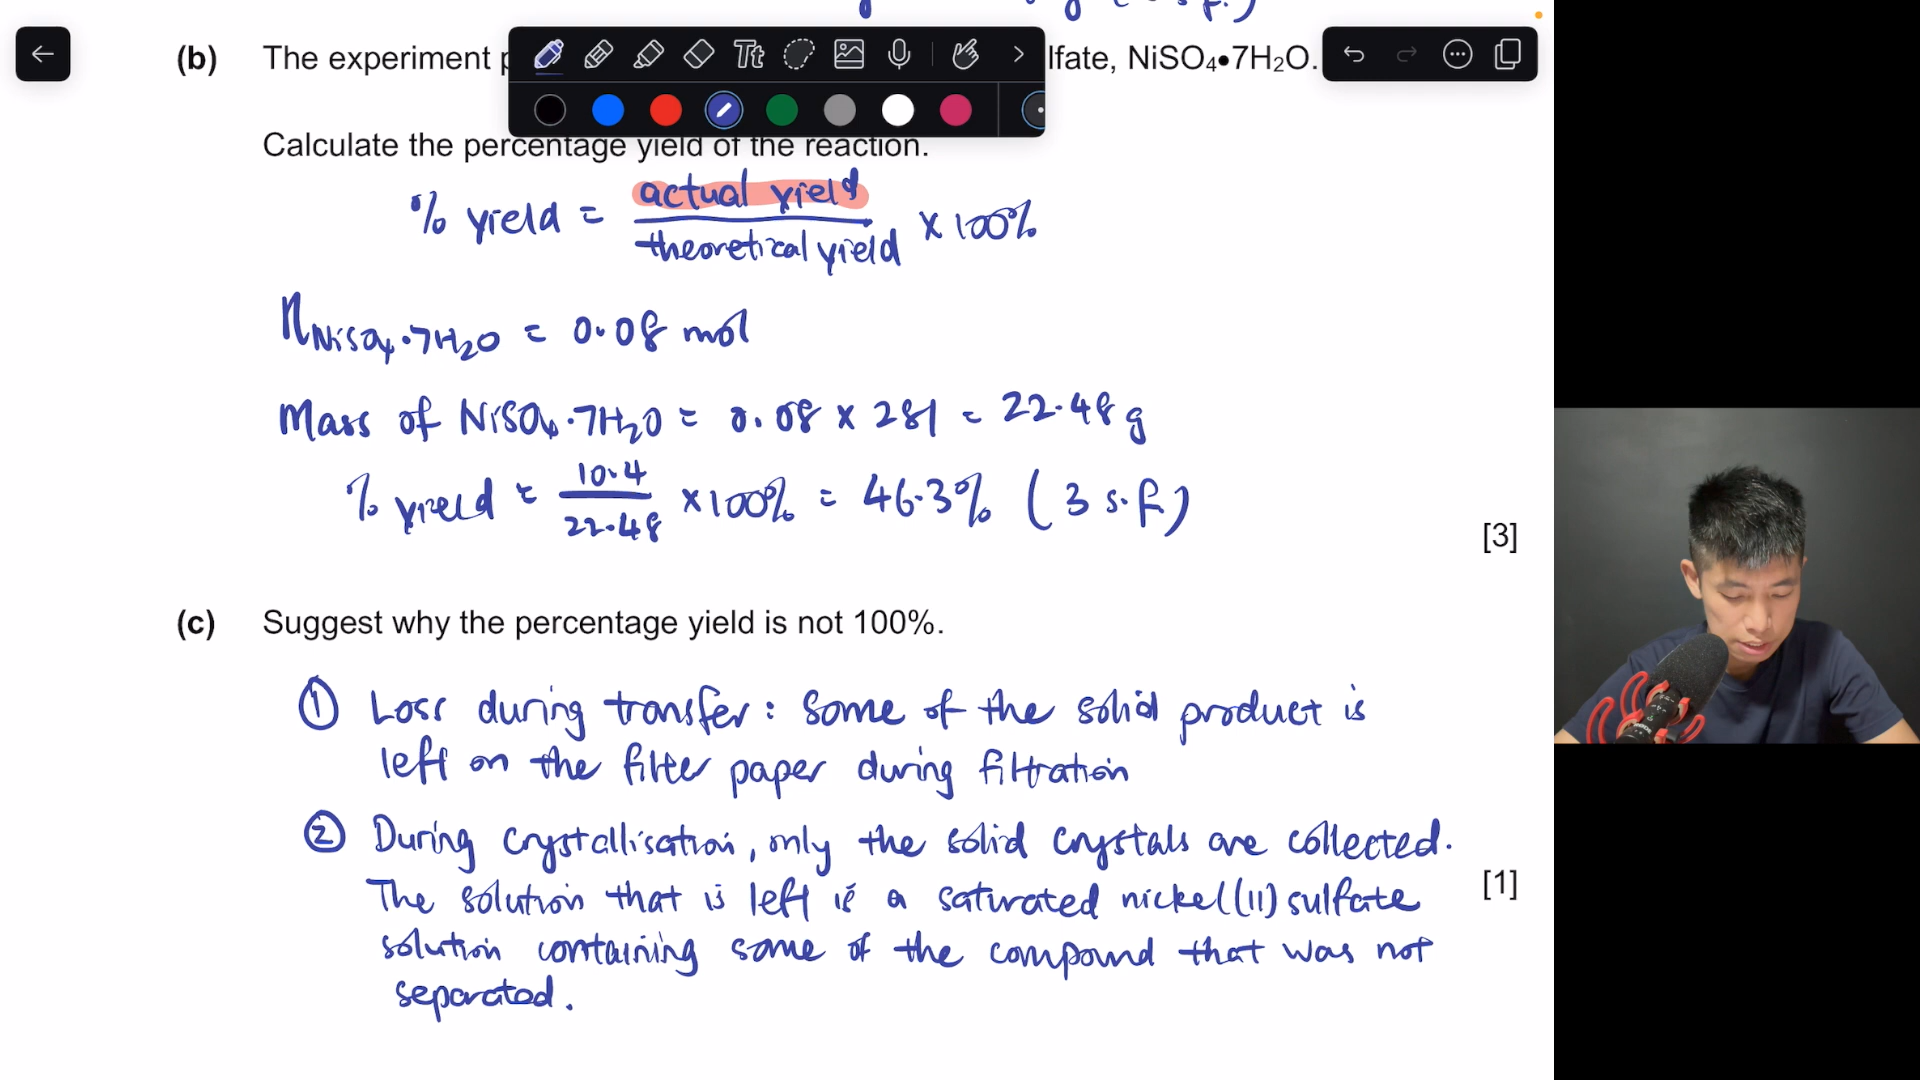 (b) The experiment p lfate, NiSO₄•7H₂O.
Tt
Calculate the percentage yield of the reaction.
% yield = actual yield / theoretical yield × 100%
nNiSO₄·7H₂O = 0.08 mol
Mass of NiSO₄·7H₂O = 0.08 × 281 = 22.48 g
% yield = 10.4 / 22.48 × 100% = 46.3% (3 s.f.)
[3]
(c) Suggest why the percentage yield is not 100%.
① Loss during transfer: Some of the solid product is
left on the filter paper during filtration
② During crystallisation, only the solid crystals are collected.
The solution that is left is a saturated nickel(II) sulfate
[1]
solution containing some of the compound that was not
separated.